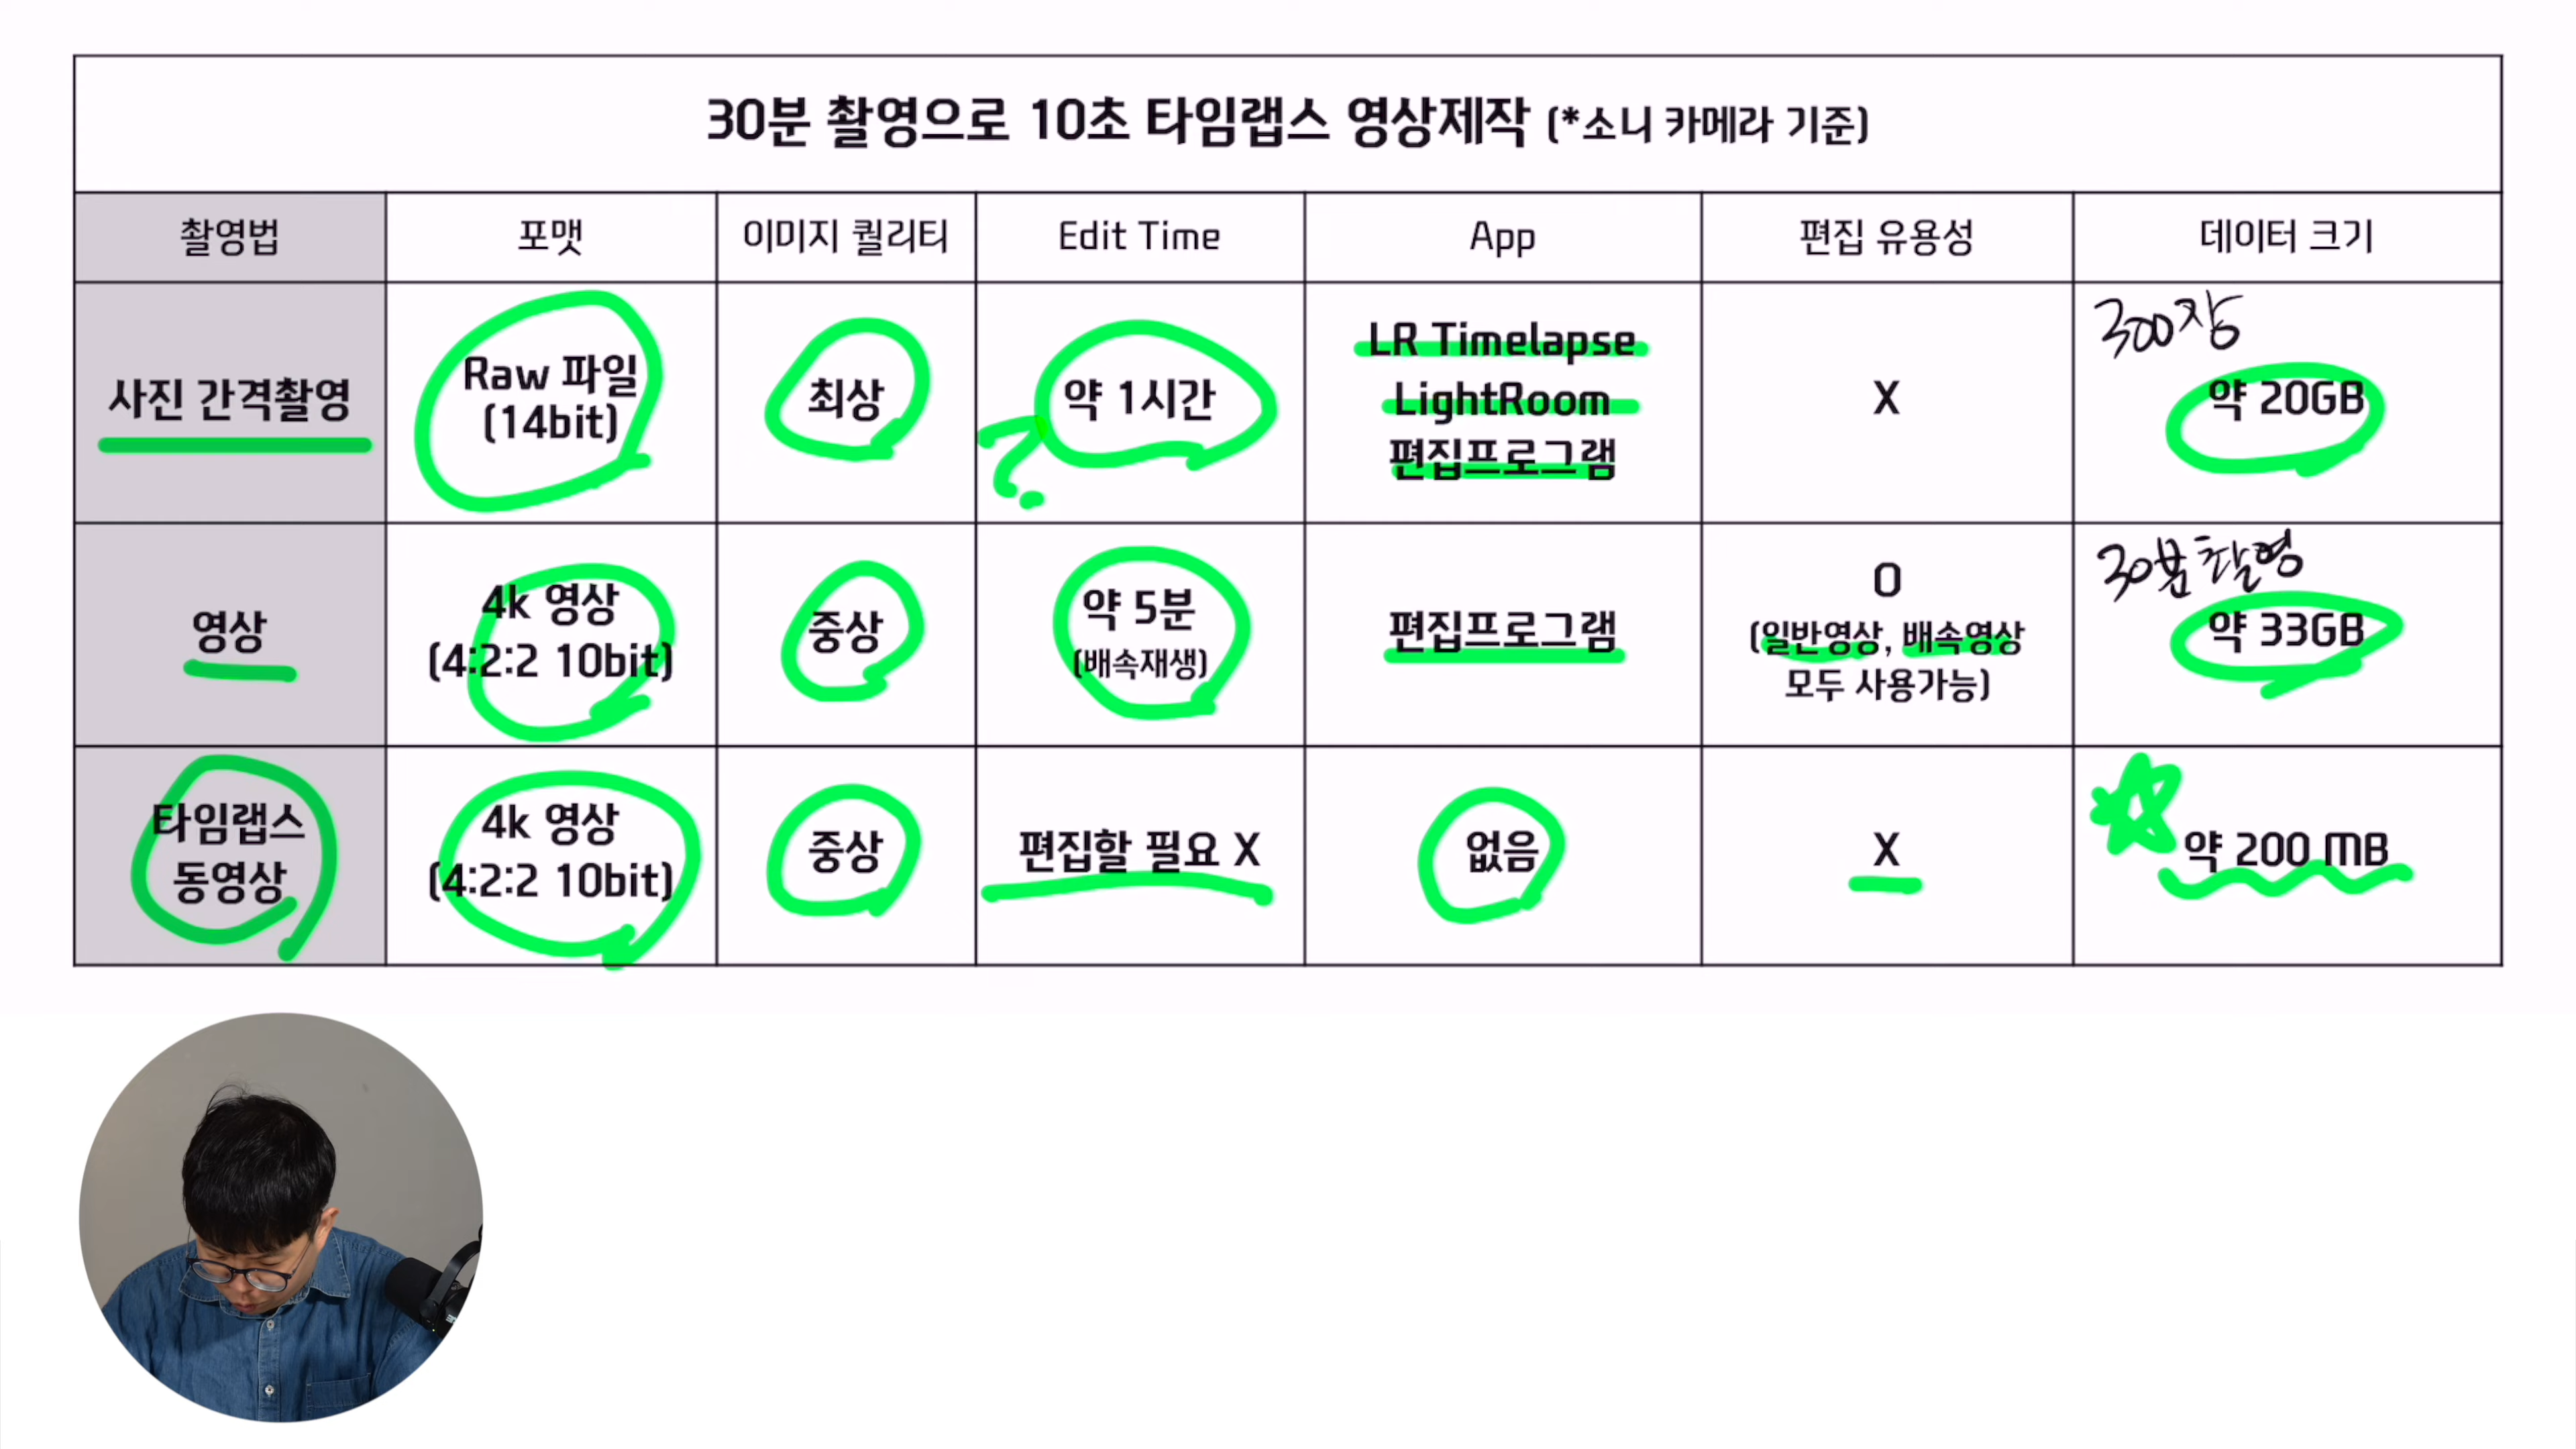 30분 촬영으로 10초 타임랩스 영상제작 (*소니 카메라 기준)
촬영법
포맷
이미지 퀄리티
Edit Time
App
편집 유용성
데이터 크기
사진 간격촬영
Raw 파일
(14bit)
최상
약 1시간
?
LR Timelapse
LightRoom
편집프로그램
X
300장
약 20GB
영상
4k 영상
(4:2:2 10bit)
중상
약 5분
(배속재생)
편집프로그램
O
(일반영상, 배속영상
모두 사용가능)
30분 촬영
약 33GB
타임랩스
동영상
4k 영상
(4:2:2 10bit)
중상
편집할 필요 X
없음
X
약 200 MB